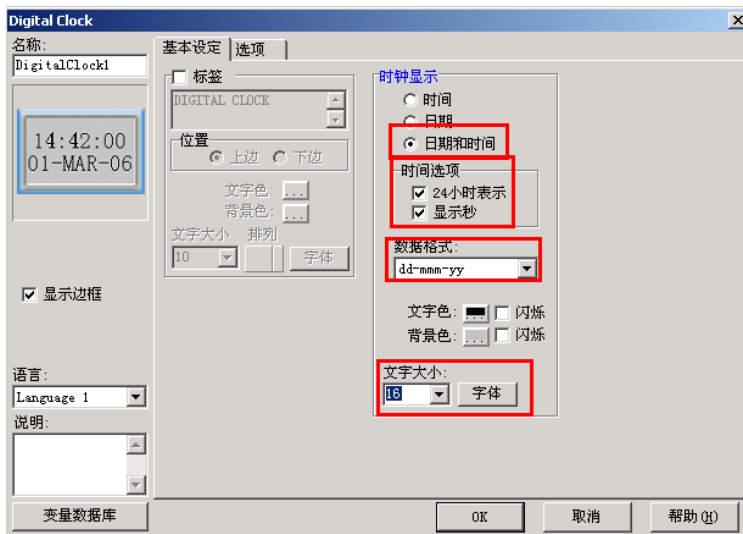 Digital Clock
名称:
DigitalClock1
14:42:00
01-MAR-06
显示边框
语言:
Language 1
说明:
变量数据库
基本设定
选项
标签
DIGITAL CLOCK
位置
上边
下边
文字色: ...
背景色: ...
文字大小 排列
10
字体
时钟显示
时间
日期
日期和时间
时间选项
24小时表示
显示秒
数据格式:
dd-mmm-yy
文字色: ... 闪烁
背景色: ... 闪烁
文字大小:
16
字体
OK
取消
帮助(H)